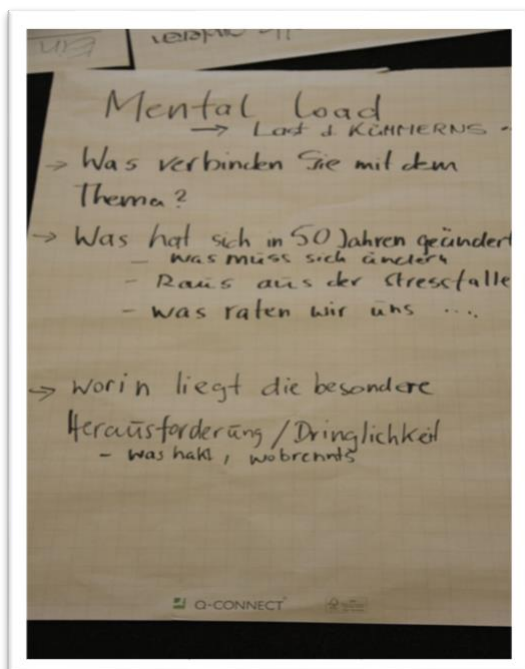 Mental Load
→ Last d. KÜMMERNS -
→ Was verbinden Sie mit dem
Thema?
→ Was hat sich in 50 Jahren geändert
- was muss sich ändern
- Raus aus der Stressfalle
- was raten wir uns ....
→ worin liegt die besondere
Herausforderung / Dringlichkeit
- was hakt, wo brennts
Q-CONNECT